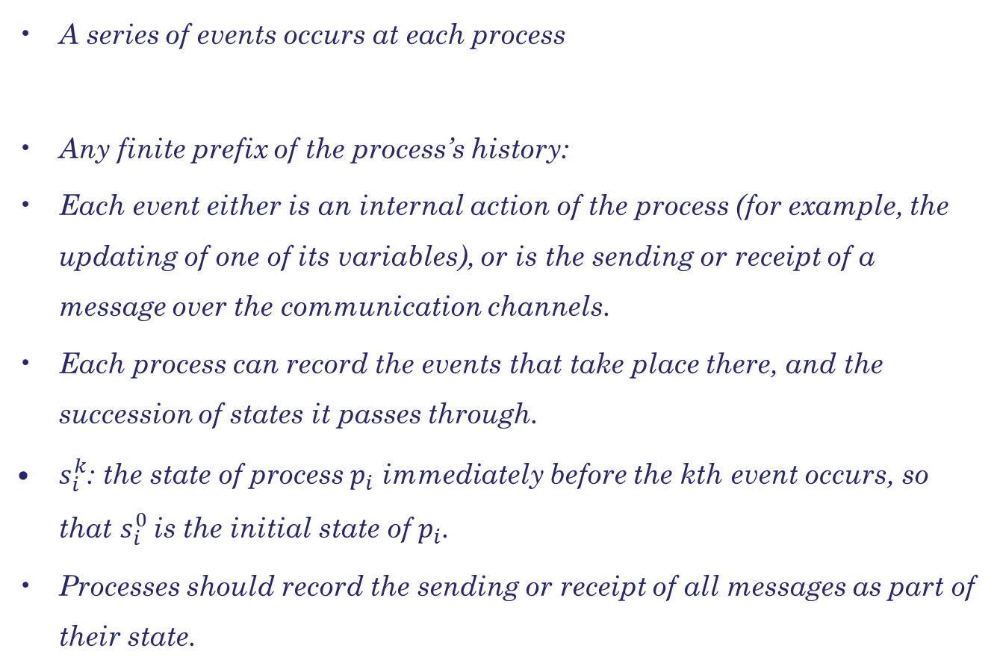 • A series of events occurs at each process
• Any finite prefix of the process’s history:
• Each event either is an internal action of the process (for example, the
updating of one of its variables), or is the sending or receipt of a
message over the communication channels.
• Each process can record the events that take place there, and the
succession of states it passes through.
• $s_i^k$: the state of process $p_i$ immediately before the kth event occurs, so
that $s_i^0$ is the initial state of $p_i$.
• Processes should record the sending or receipt of all messages as part of
their state.